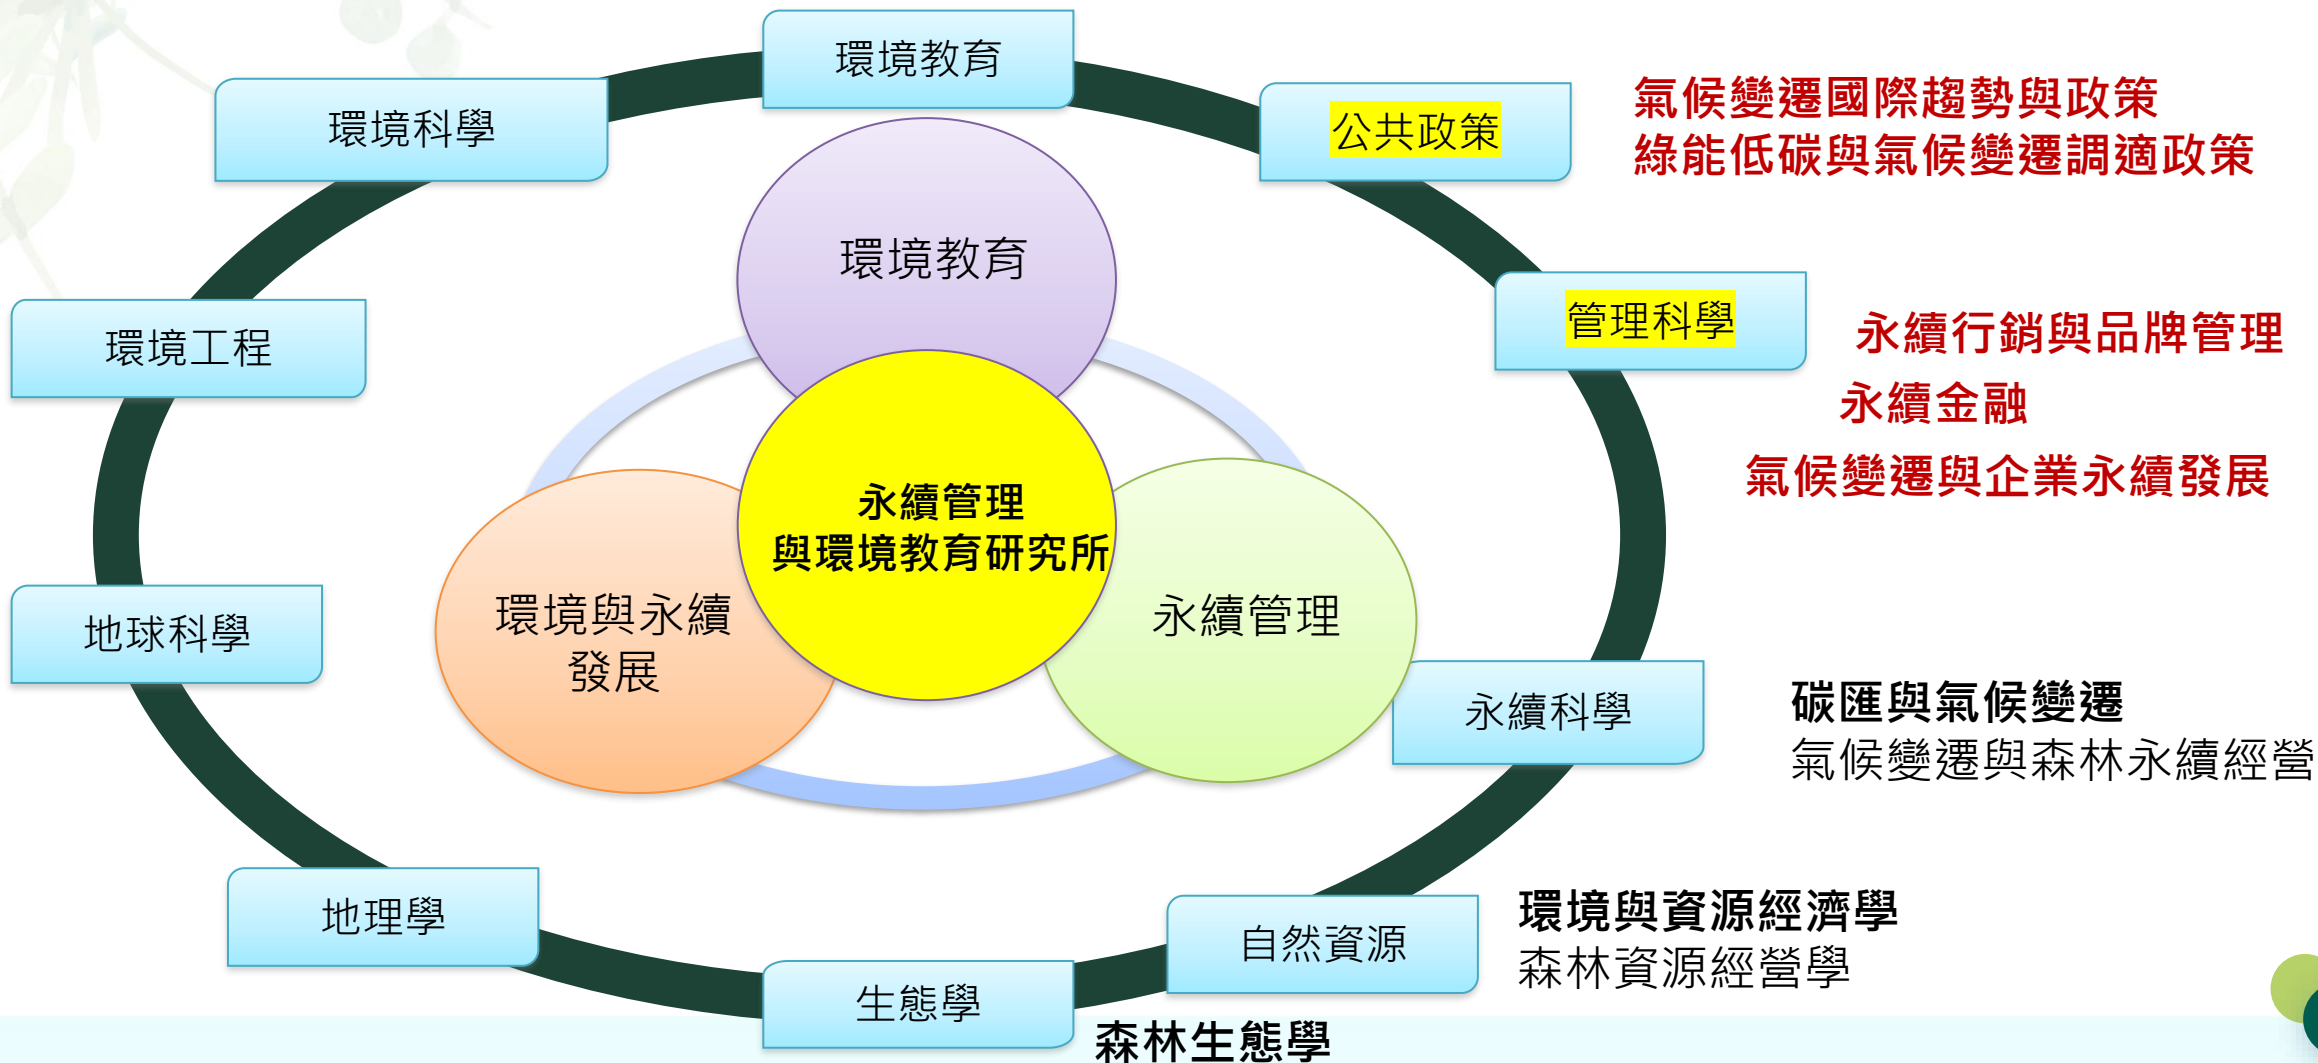 環境教育
環境科學
公共政策
氣候變遷國際趨勢與政策
綠能低碳與氣候變遷調適政策
環境教育
環境工程
管理科學
永續行銷與品牌管理
永續金融
氣候變遷與企業永續發展
永續管理
與環境教育研究所
環境與永續
發展
永續管理
地球科學
永續科學
碳匯與氣候變遷
氣候變遷與森林永續經營
地理學
自然資源
環境與資源經濟學
森林資源經營學
生態學
森林生態學